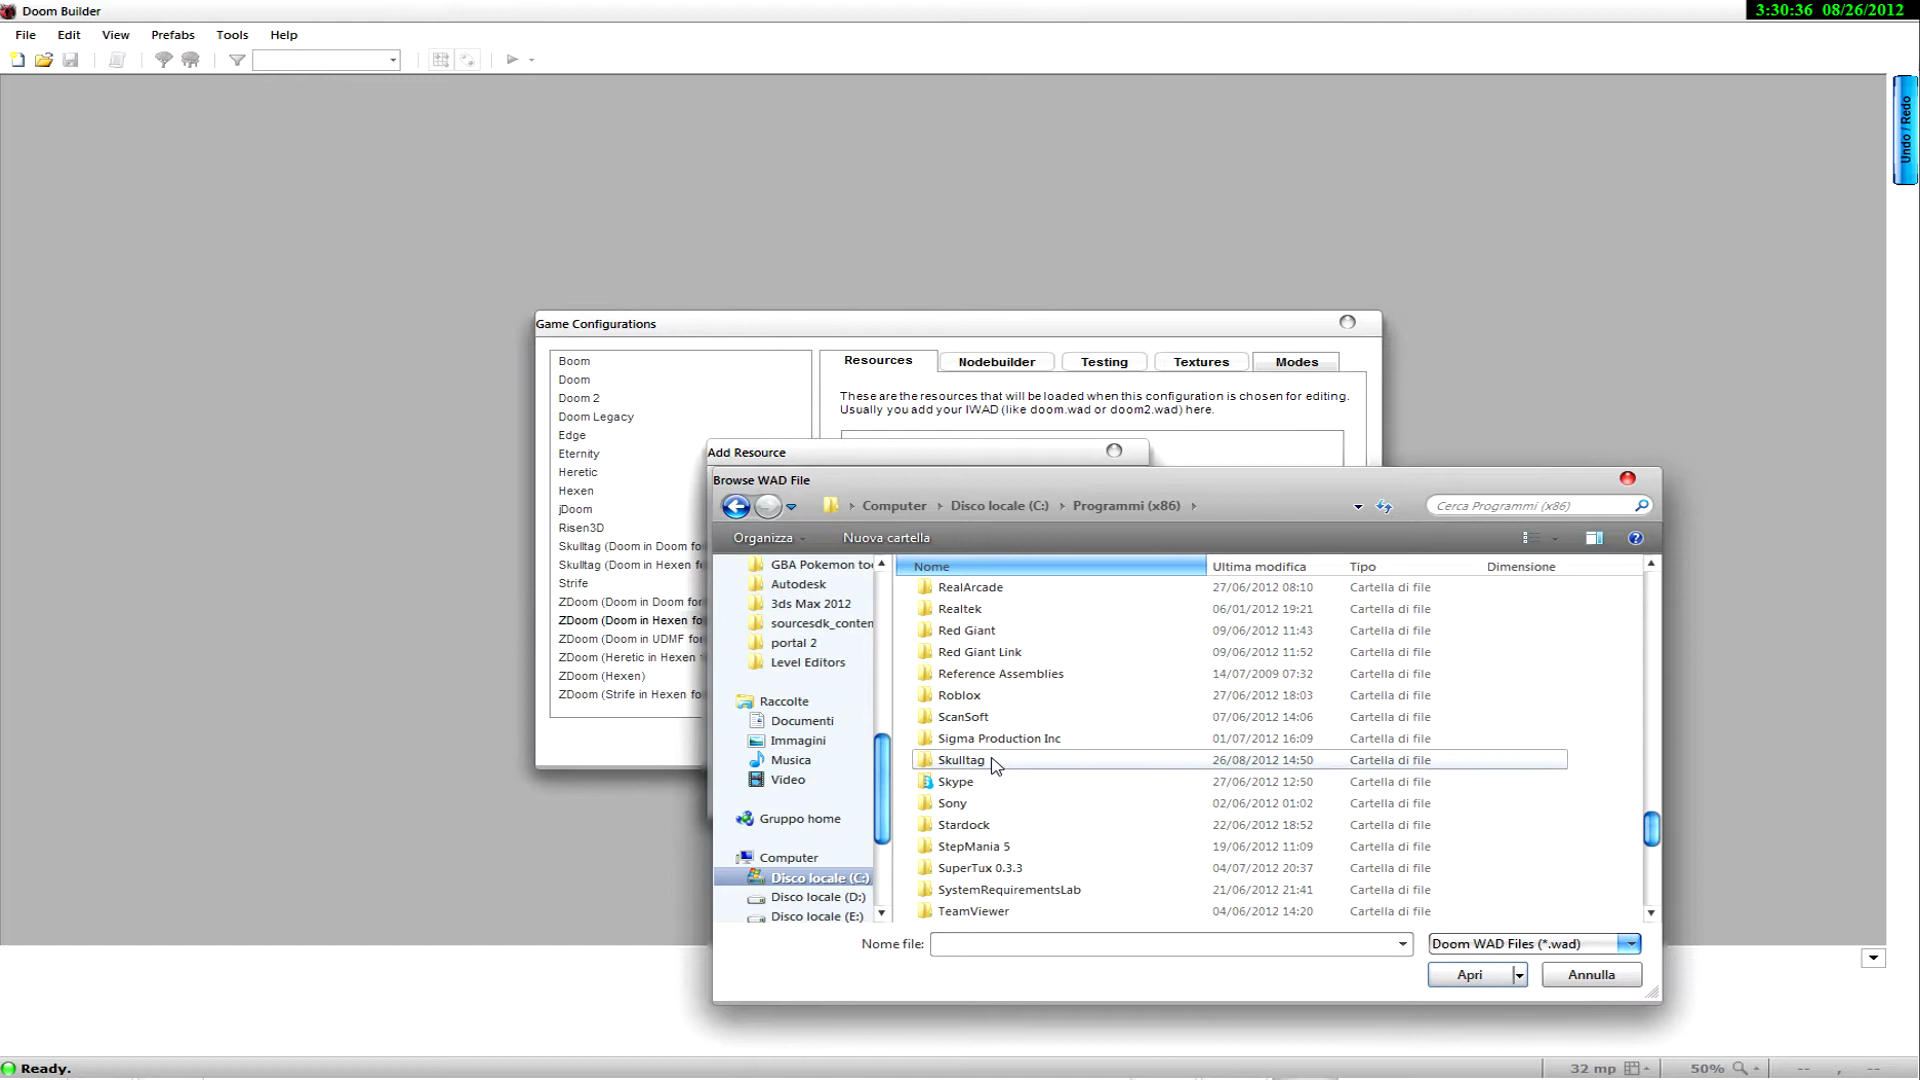 Doom Builder
3:30:36 08/26/2012
File Edit View Prefabs Tools Help
Undo / Redo
Game Configurations
Boom
Doom
Doom 2
Doom Legacy
Edge
Eternity
Heretic
Hexen
jDoom
Risen3D
Skulltag (Doom in Doom fo
Skulltag (Doom in Hexen fo
Strife
ZDoom (Doom in Doom for
ZDoom (Doom in Hexen for
ZDoom (Doom in UDMF for
ZDoom (Heretic in Hexen
ZDoom (Hexen)
ZDoom (Strife in Hexen fo
Resources Nodebuilder Testing Textures Modes
These are the resources that will be loaded when this configuration is chosen for editing.
Usually you add your IWAD (like doom.wad or doom2.wad) here.
Add Resource
Browse WAD File
Computer Disco locale (C:) Programmi (x86)
Cerca Programmi (x86)
Organizza Nuova cartella
GBA Pokemon too
Autodesk
3ds Max 2012
sourcesdk_conten
portal 2
Level Editors
Raccolte
Documenti
Immagini
Musica
Video
Gruppo home
Computer
Disco locale (C:)
Disco locale (D:)
Disco locale (E:)
Nome Ultima modifica Tipo Dimensione
RealArcade 27/06/2012 08:10 Cartella di file
Realtek 06/01/2012 19:21 Cartella di file
Red Giant 09/06/2012 11:43 Cartella di file
Red Giant Link 09/06/2012 11:52 Cartella di file
Reference Assemblies 14/07/2009 07:32 Cartella di file
Roblox 27/06/2012 18:03 Cartella di file
ScanSoft 07/06/2012 14:06 Cartella di file
Sigma Production Inc 01/07/2012 16:09 Cartella di file
Skulltag 26/08/2012 14:50 Cartella di file
Skype 27/06/2012 12:50 Cartella di file
Sony 02/06/2012 01:02 Cartella di file
Stardock 22/06/2012 18:52 Cartella di file
StepMania 5 19/06/2012 11:09 Cartella di file
SuperTux 0.3.3 04/07/2012 20:37 Cartella di file
SystemRequirementsLab 21/06/2012 21:41 Cartella di file
TeamViewer 04/06/2012 14:20 Cartella di file
Nome file: Doom WAD Files (*.wad)
Apri Annulla
Ready.
32 mp 50% -- , --